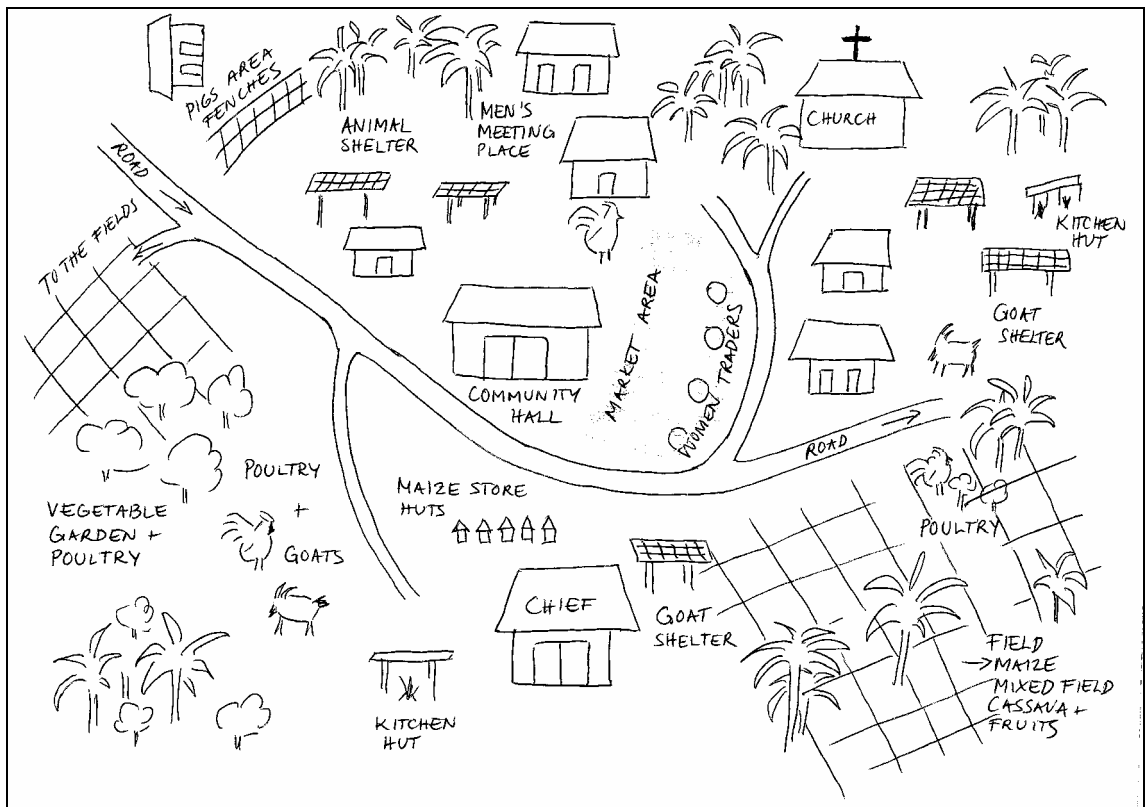 PIGS AREA
FENCHES
ANIMAL
SHELTER
MEN'S
MEETING
PLACE
CHURCH
ROAD
TO THE FIELDS
KITCHEN
HUT
GOAT
SHELTER
MARKET AREA
WOMEN TRADERS
COMMUNITY
HALL
ROAD
POULTRY
+
GOATS
VEGETABLE
GARDEN +
POULTRY
MAIZE STORE
HUTS
POULTRY
CHIEF
GOAT
SHELTER
KITCHEN
HUT
FIELD
→ MAIZE
MIXED FIELD
CASSAVA +
FRUITS